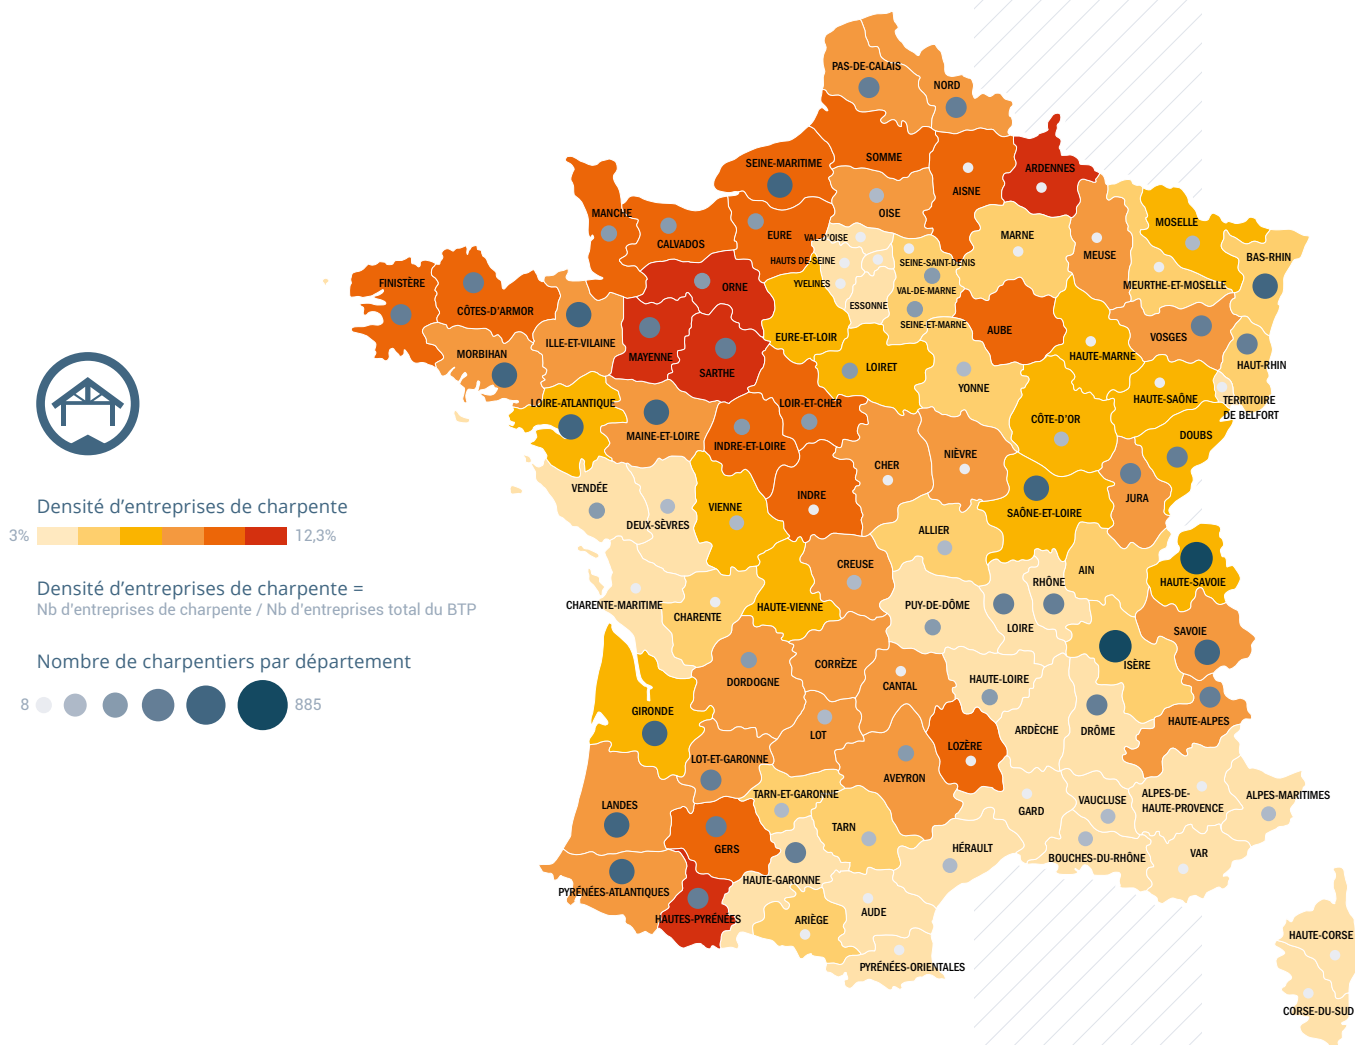 PAS-DE-CALAIS
NORD
SOMME
SEINE-MARITIME
ARDENNES
AISNE
OISE
MANCHE
CALVADOS
EURE
VAL-D'OISE
MARNE
MOSELLE
MEUSE
BAS-RHIN
HAUTS DE-SEINE
SEINE-SAINT-DENIS
MEURTHE-ET-MOSELLE
FINISTÈRE
ORNE
YVELINES
VAL-DE-MARNE
ESSONNE
CÔTES-D'ARMOR
SEINE-ET-MARNE
AUBE
EURE-ET-LOIR
VOSGES
ILLE-ET-VILAINE
MORBIHAN
MAYENNE
HAUTE-MARNE
SARTHE
LOIRET
HAUT-RHIN
YONNE
HAUTE-SAÔNE
TERRITOIRE
DE BELFORT
LOIRE-ATLANTIQUE
LOIR-ET-CHER
CÔTE-D'OR
MAINE-ET-LOIRE
INDRE-ET-LOIRE
DOUBS
NIÈVRE
CHER
VENDÉE
INDRE
JURA
Densité d'entreprises de charpente
VIENNE
SAÔNE-ET-LOIRE
DEUX-SÈVRES
3%
12,3%
ALLIER
CREUSE
AIN
RHÔNE
HAUTE-SAVOIE
Densité d'entreprises de charpente =
Nb d'entreprises de charpente / Nb d'entreprises total du BTP
CHARENTE-MARITIME
HAUTE-VIENNE
PUY-DE-DÔME
CHARENTE
LOIRE
SAVOIE
Nombre de charpentiers par département
CORRÈZE
ISÈRE
DORDOGNE
CANTAL
HAUTE-LOIRE
8
885
GIRONDE
HAUTE-ALPES
LOT
ARDÈCHE
DRÔME
LOZÈRE
LOT-ET-GARONNE
AVEYRON
TARN-ET-GARONNE
ALPES-DE-
HAUTE-PROVENCE
ALPES-MARITIMES
LANDES
VAUCLUSE
GARD
TARN
GERS
HÉRAULT
VAR
BOUCHES-DU-RHÔNE
HAUTE-GARONNE
PYRÉNÉES-ATLANTIQUES
HAUTES-PYRÉNÉES
ARIÈGE
AUDE
HAUTE-CORSE
PYRÉNÉES-ORIENTALES
CORSE-DU-SUD